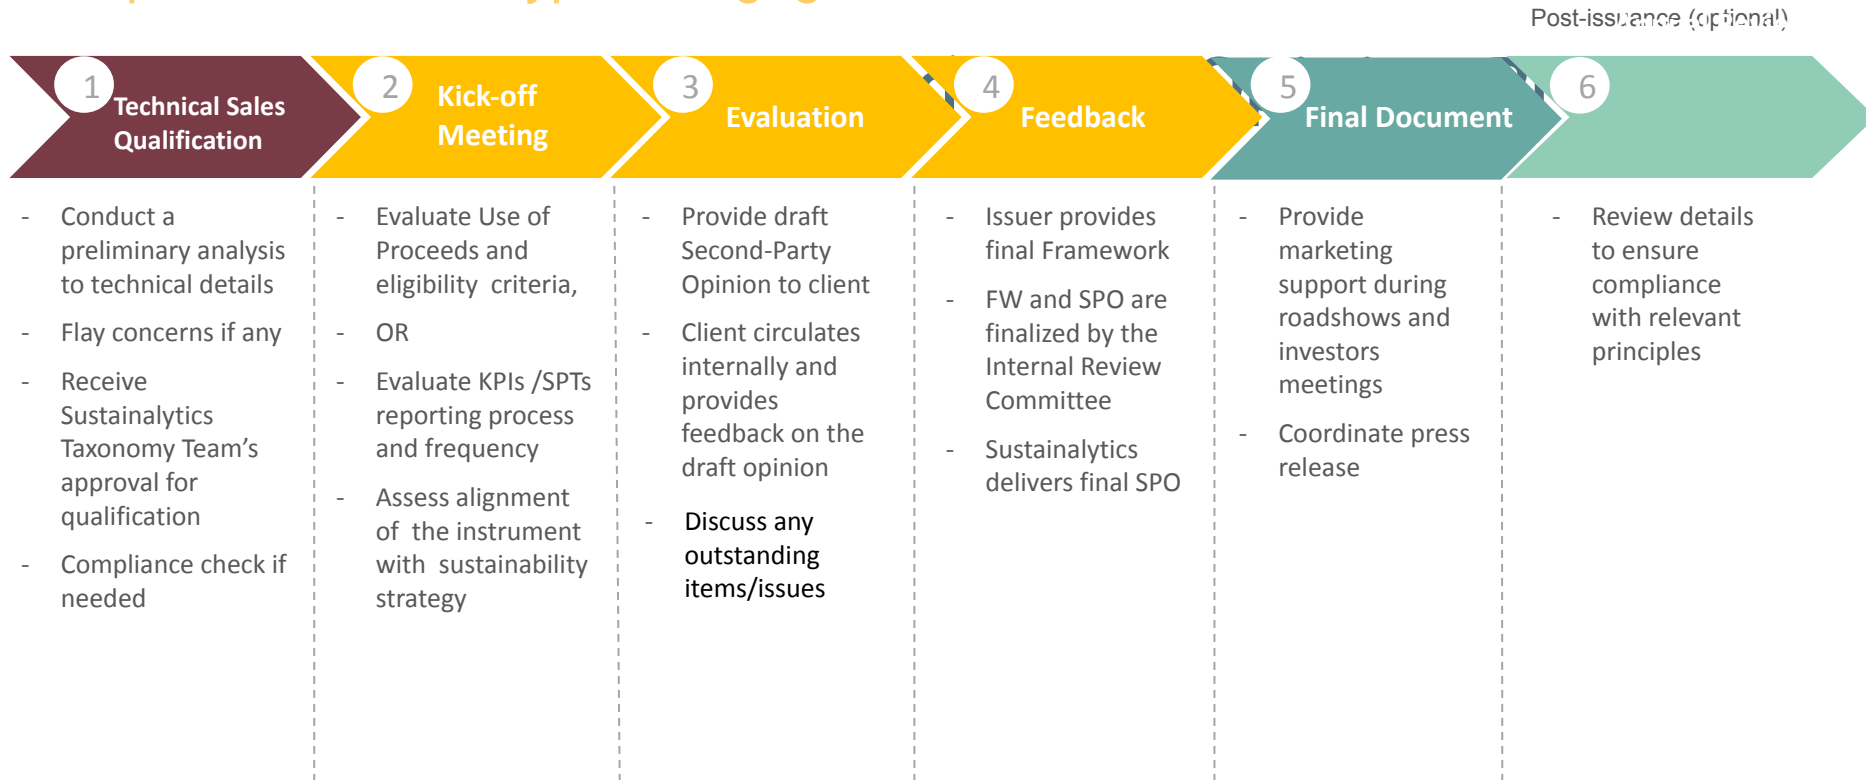 Post-issuance (optional)
1
Technical Sales
Qualification
2
Kick-off
Meeting
3
Evaluation
4
Feedback
5
Final Document
6
- Conduct a
preliminary analysis
to technical details
- Flay concerns if any
- Receive
Sustainalytics
Taxonomy Team’s
approval for
qualification
- Compliance check if
needed
- Evaluate Use of
Proceeds and
eligibility criteria,
- OR
- Evaluate KPIs /SPTs
reporting process
and frequency
- Assess alignment
of the instrument
with sustainability
strategy
- Provide draft
Second-Party
Opinion to client
- Client circulates
internally and
provides
feedback on the
draft opinion
- Discuss any
outstanding
items/issues
- Issuer provides
final Framework
- FW and SPO are
finalized by the
Internal Review
Committee
- Sustainalytics
delivers final SPO
- Provide
marketing
support during
roadshows and
investors
meetings
- Coordinate press
release
- Review details
to ensure
compliance
with relevant
principles